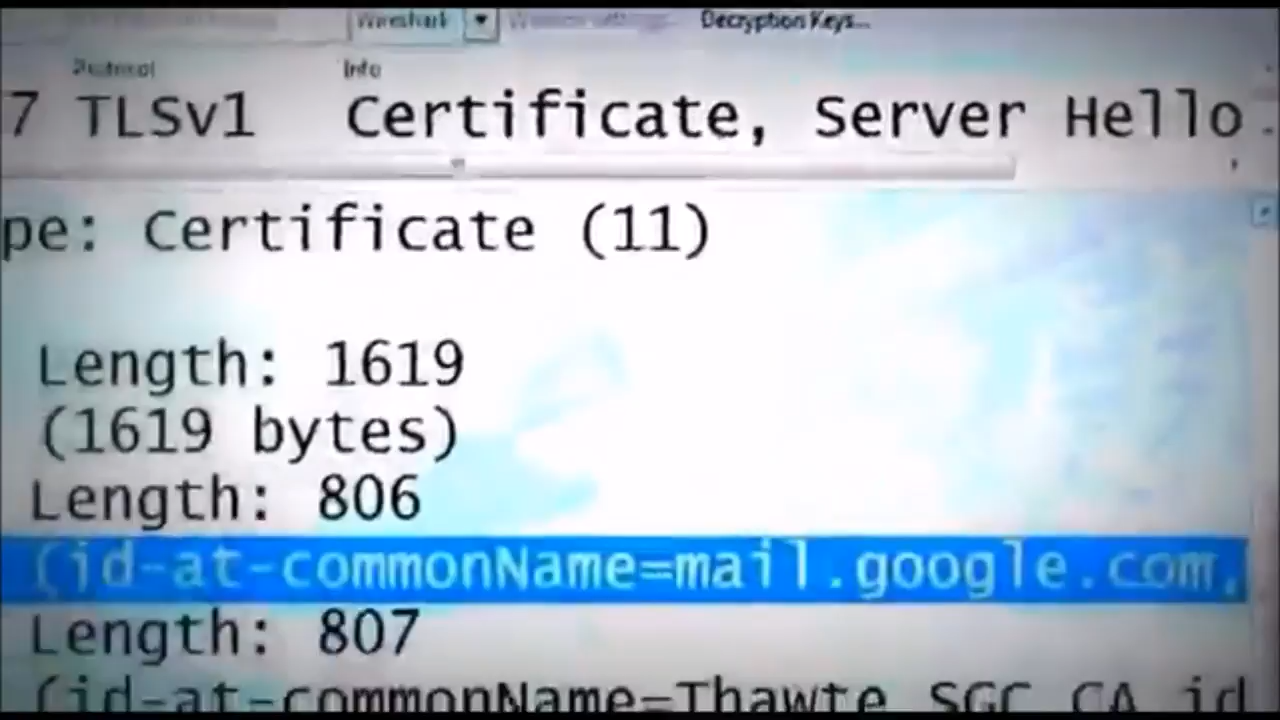 Wireshark Decryption Keys...
Protocol Info
7 TLSv1 Certificate, Server Hello
pe: Certificate (11)
Length: 1619
(1619 bytes)
Length: 806
(id-at-commonName=mail.google.com,
Length: 807
(id-at-commonName=Thawte SGC CA,id